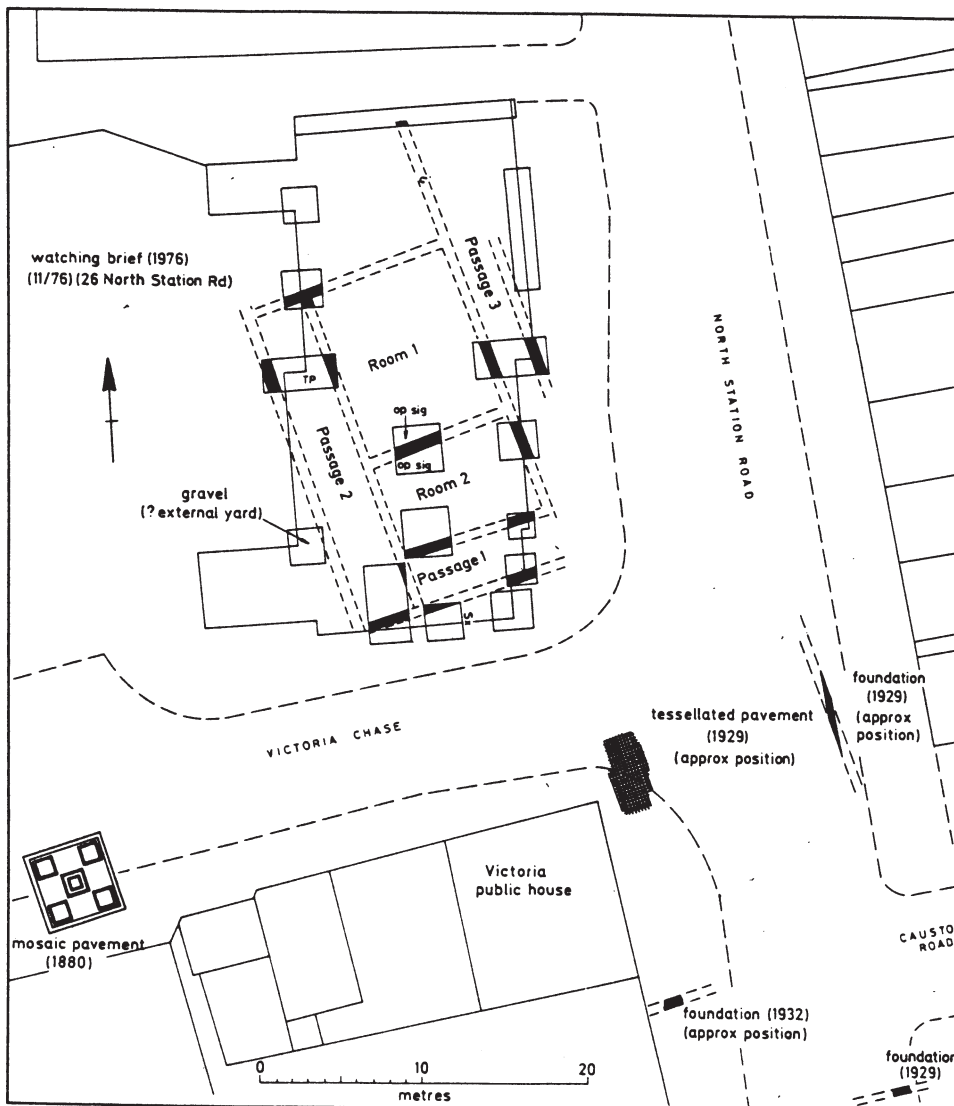 watching brief (1976)
(11/76) (26 North Station Rd)
Passage 3
Room 1
TP
op sig
op sig
Passage 2
Room 2
gravel
(? external yard)
Passage 1
Sx
NORTH STATION ROAD
VICTORIA CHASE
tessellated pavement
(1929)
(approx position)
foundation
(1929)
(approx
position)
mosaic pavement
(1880)
Victoria
public house
CAUSTO
ROAD
foundation (1932)
(approx position)
foundation
(1929)
0 10 20
metres